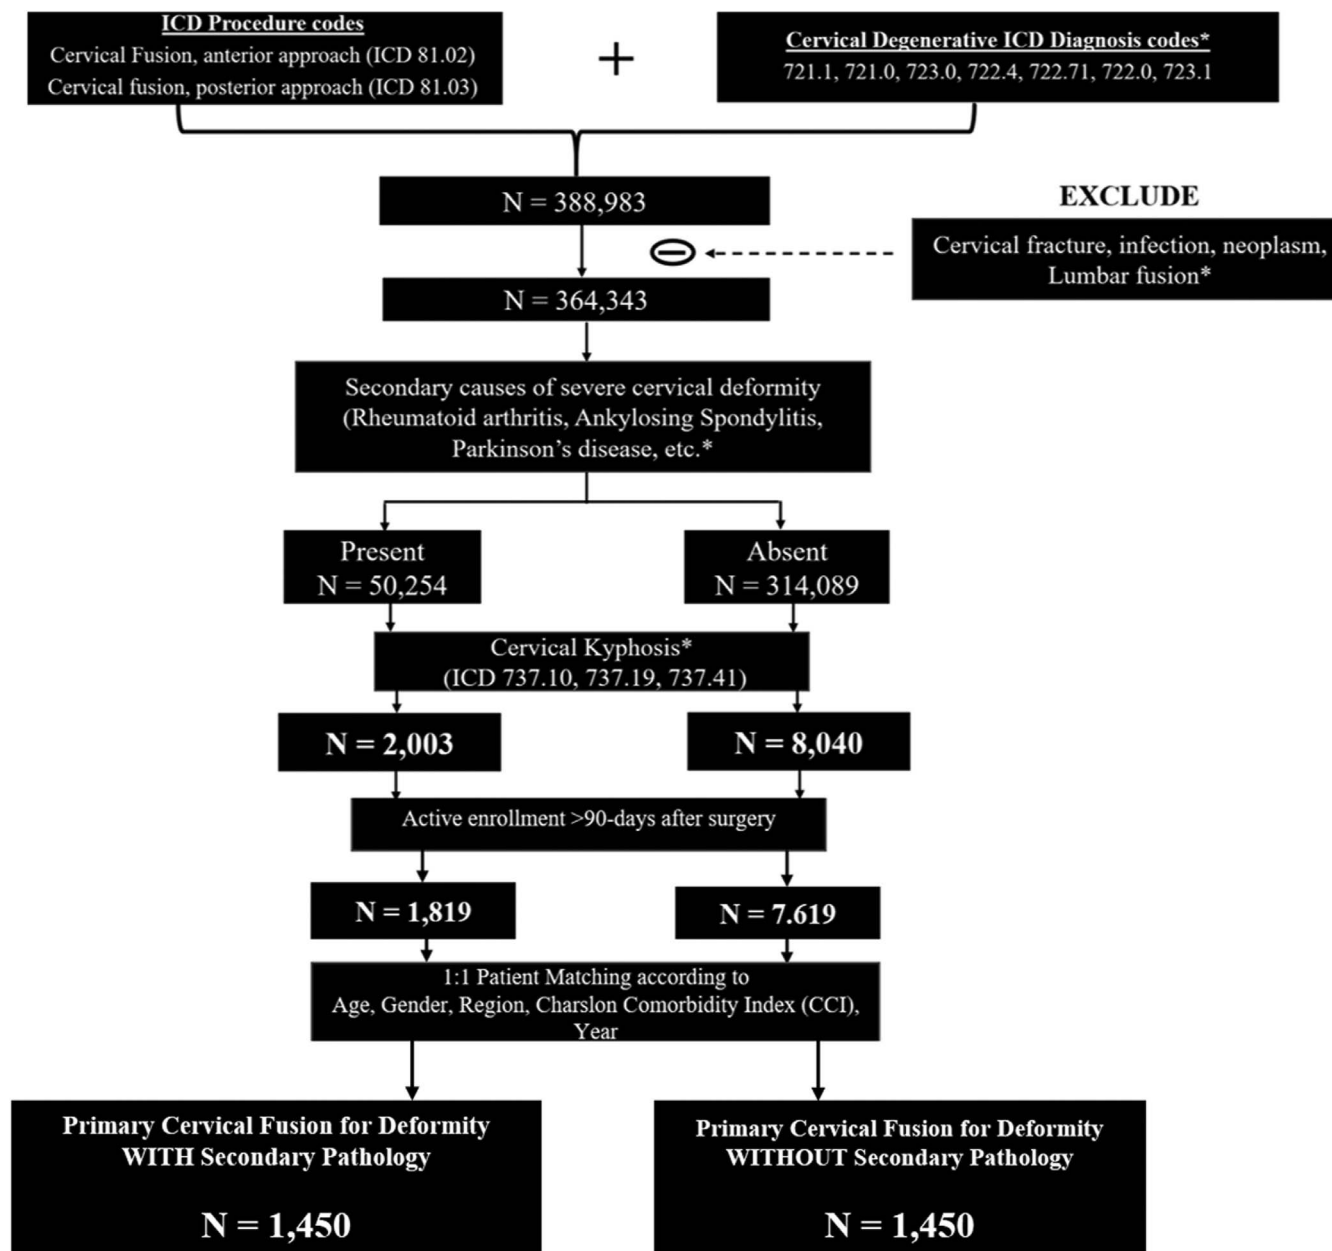 ICD Procedure codes
Cervical Fusion, anterior approach (ICD 81.02)
Cervical fusion, posterior approach (ICD 81.03)
+
Cervical Degenerative ICD Diagnosis codes*
721.1, 721.0, 723.0, 722.4, 722.71, 722.0, 723.1
N = 388,983
EXCLUDE
Cervical fracture, infection, neoplasm,
Lumbar fusion*
N = 364,343
Secondary causes of severe cervical deformity
(Rheumatoid arthritis, Ankylosing Spondylitis,
Parkinson’s disease, etc.*
Present
N = 50,254
Absent
N = 314,089
Cervical Kyphosis*
(ICD 737.10, 737.19, 737.41)
N = 2,003
N = 8,040
Active enrollment >90-days after surgery
N = 1,819
N = 7.619
1:1 Patient Matching according to
Age, Gender, Region, Charslon Comorbidity Index (CCI),
Year
Primary Cervical Fusion for Deformity
WITH Secondary Pathology
N = 1,450
Primary Cervical Fusion for Deformity
WITHOUT Secondary Pathology
N = 1,450